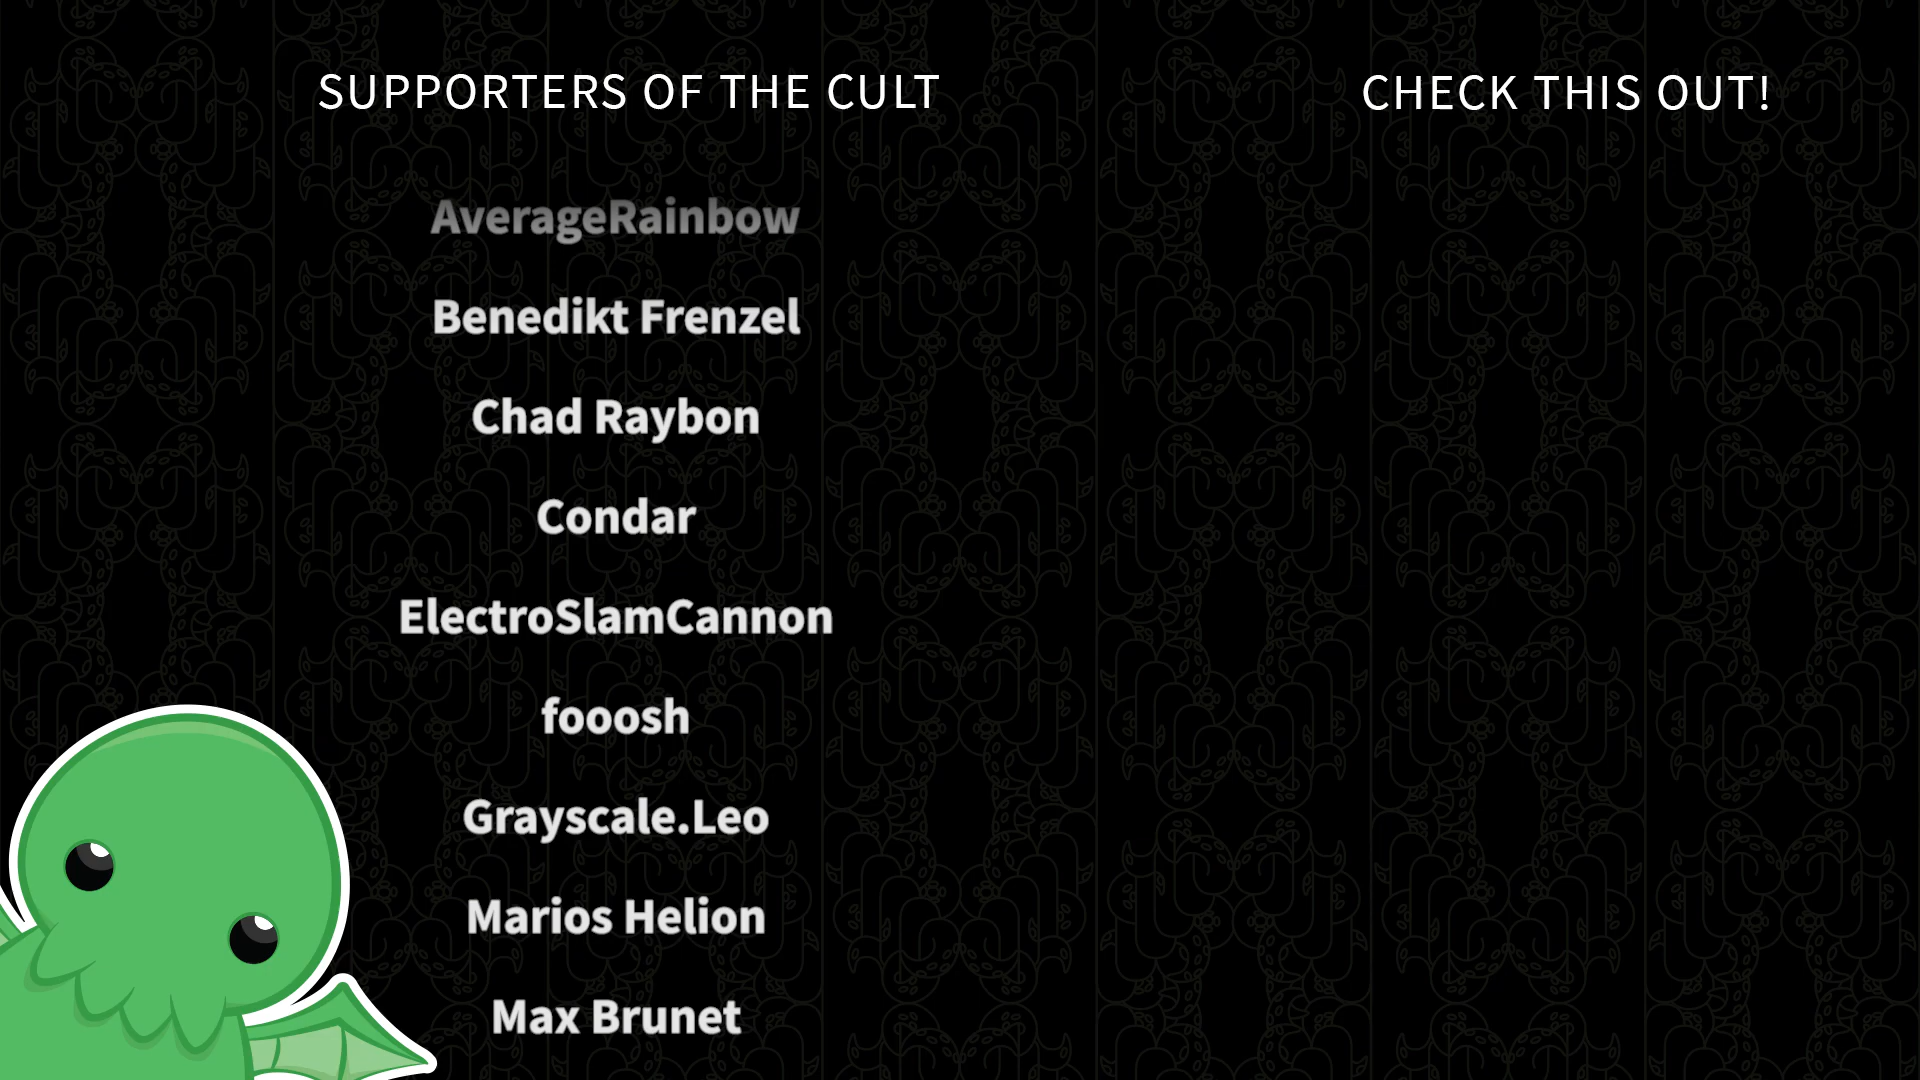 SUPPORTERS OF THE CULT
CHECK THIS OUT!
AverageRainbow
Benedikt Frenzel
Chad Raybon
Condar
ElectroSlamCannon
fooosh
Grayscale.Leo
Marios Helion
Max Brunet